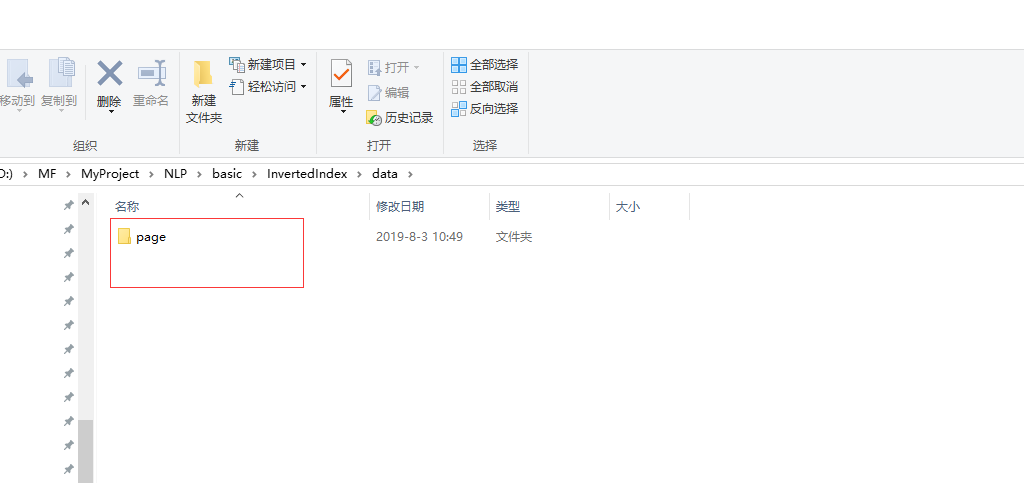 新建项目
打开
全部选择
轻松访问
编辑
全部取消
移动到 复制到 删除 重命名 新建
文件夹 属性 历史记录 反向选择
组织 新建 打开 选择
:) > MF > MyProject > NLP > basic > InvertedIndex > data >
名称 修改日期 类型 大小
page 2019-8-3 10:49 文件夹